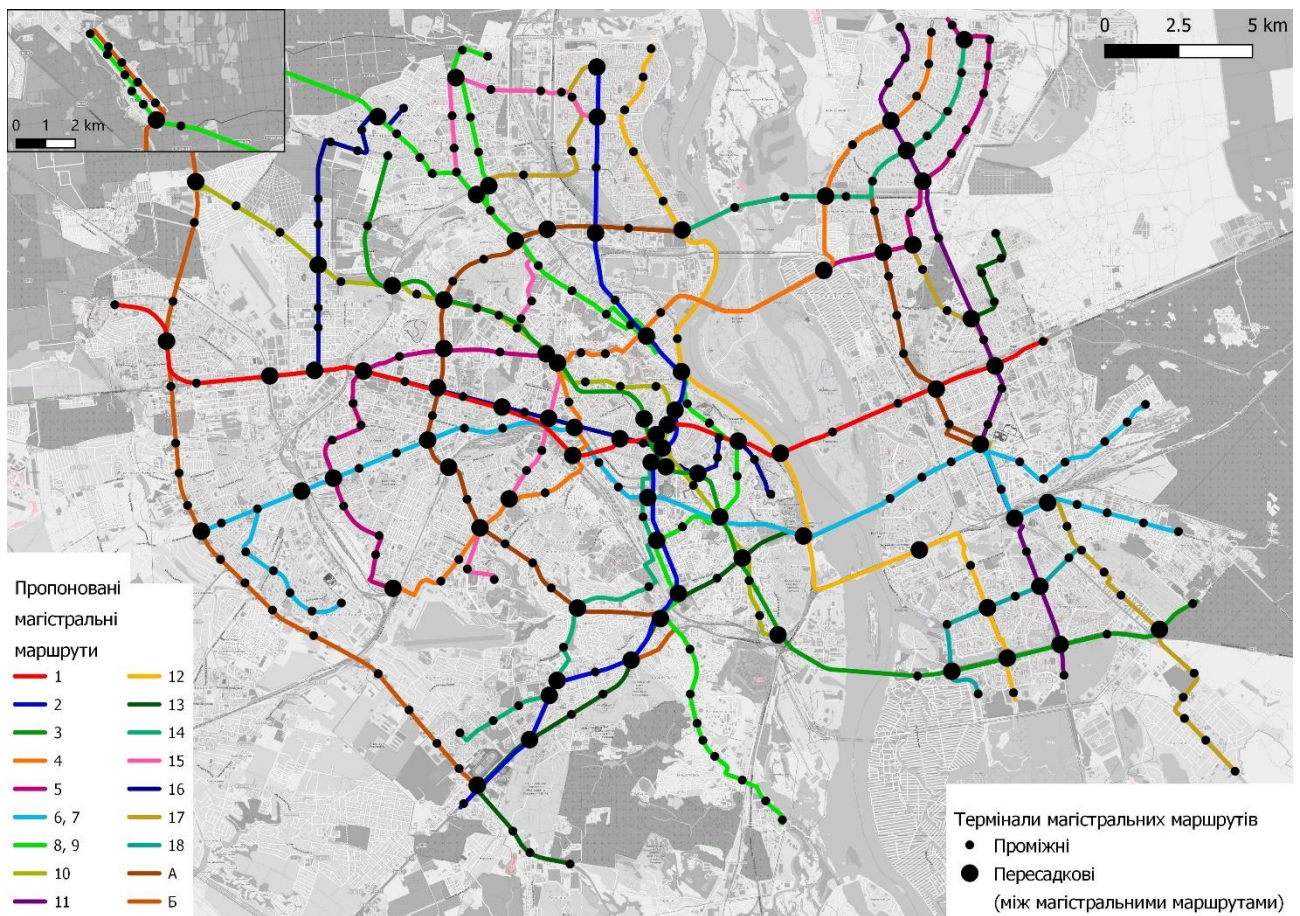 0 2.5 5 km
0 1 2 km
Пропоновані
магістральні
маршрути
1
2
3
4
5
6, 7
8, 9
10
11
12
13
14
15
16
17
18
А
Б
Термінали магістральних маршрутів
Проміжні
Пересадкові
(між магістральними маршрутами)